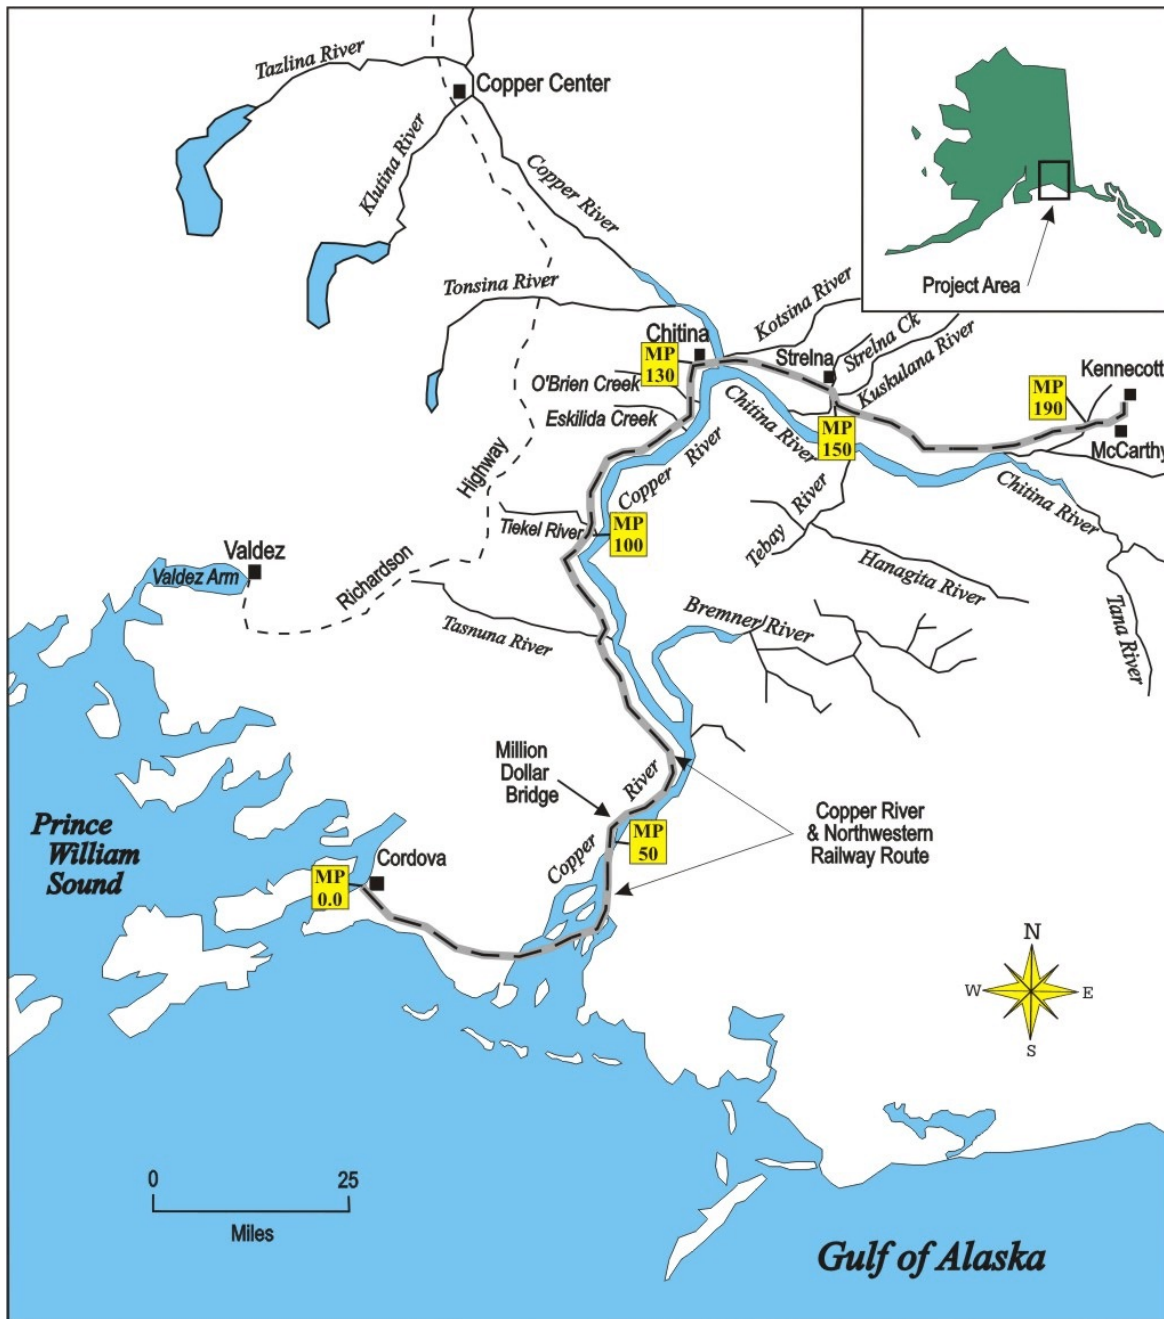 Tazlina River
Copper Center
Klutina River
Copper River
Project Area
Tonsina River
Kotsina River
Chitina
MP
130
Strelna
Strelna Ck
Kuskulana River
O'Brien Creek
Eskilida Creek
Kennecott
MP
190
McCarthy
Chitina River
MP
150
Chitina River
Highway
Copper River
Tiekel River
MP
100
Tebay River
Hanagita River
Valdez
Valdez Arm
Richardson
Tasnuna River
Bremner River
Tana River
Million
Dollar
Bridge
Copper River
MP
50
Copper River
& Northwestern
Railway Route
Prince
William
Sound
Cordova
MP
0.0
N
W
E
S
0
25
Miles
Gulf of Alaska